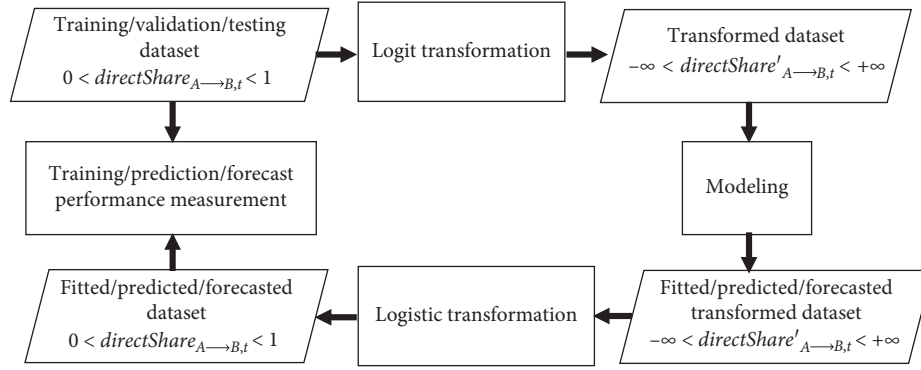 Training/validation/testing
dataset
0 < directShare_{A⟶B,t} < 1
Logit transformation
Transformed dataset
−∞ < directShare′_{A⟶B,t} < +∞
Training/prediction/forecast
performance measurement
Modeling
Fitted/predicted/forecasted
dataset
0 < directShare_{A⟶B,t} < 1
Logistic transformation
Fitted/predicted/forecasted
transformed dataset
−∞ < directShare′_{A⟶B,t} < +∞